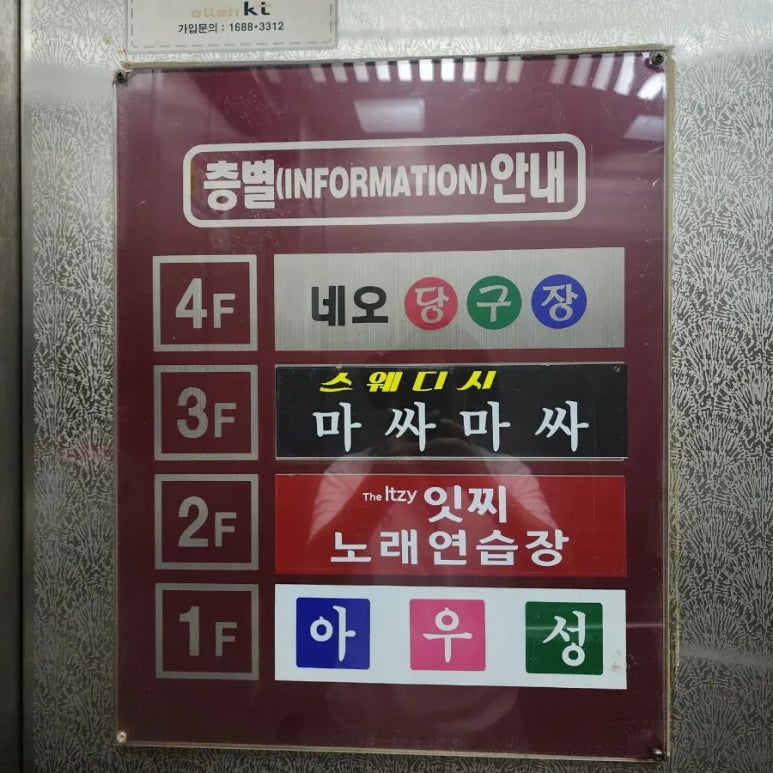 olleh ki
가입문의 : 1688*3312
층별(INFORMATION)안내
4F
네오당구장
3F
스웨디시
마싸마싸
2F
The Itzy 잇찌
노래연습장
1F
아우성